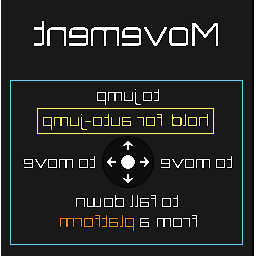 Movement
to jump
hold for auto-jump
to move to move
to fall down
from a platform